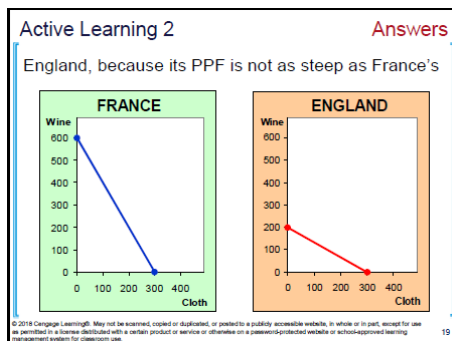 Active Learning 2 Answers
England, because its PPF is not as steep as France's
FRANCE
Wine
600
500
400
300
200
100
0
0 100 200 300 400
Cloth
ENGLAND
Wine
600
500
400
300
200
100
0
0 100 200 300 400
Cloth
© 2018 Cengage Learning®. May not be scanned, copied or duplicated, or posted to a publicly accessible website, in whole or in part, except for use
as permitted in a license distributed with a certain product or service or otherwise on a password-protected website or school-approved learning
management system for classroom use.
19